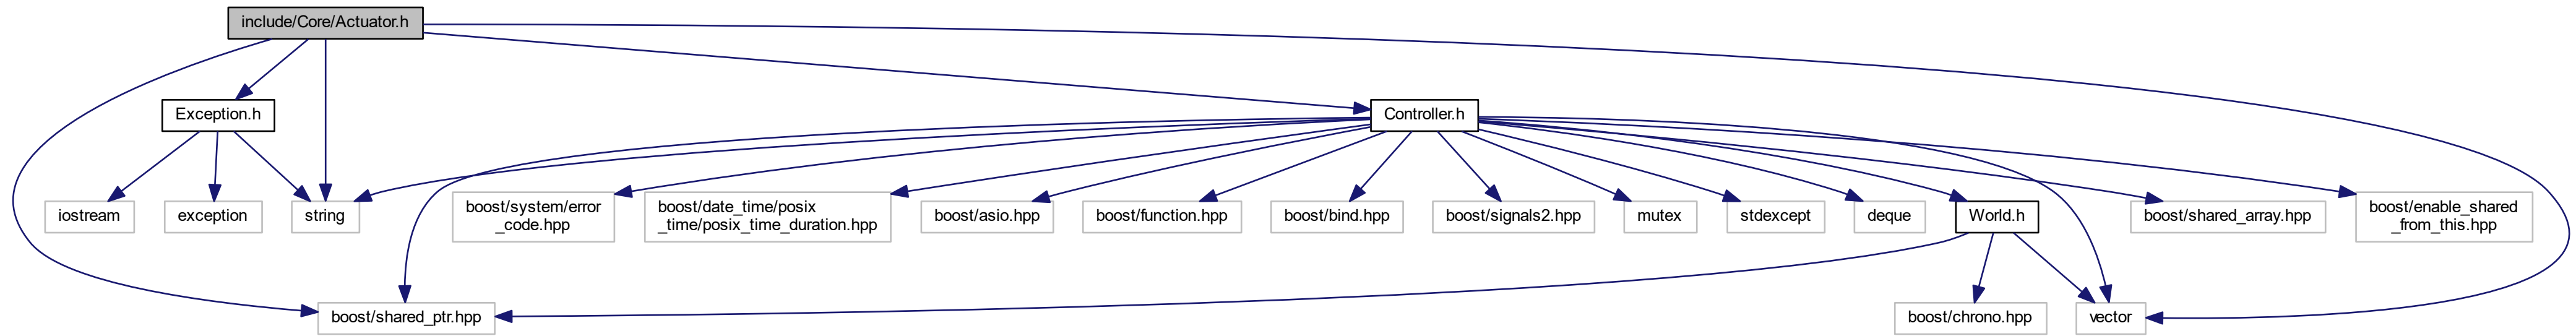 include/Core/Actuator.h
Exception.h
Controller.h
iostream
exception
string
boost/system/error
_code.hpp
boost/date_time/posix
_time/posix_time_duration.hpp
boost/asio.hpp
boost/function.hpp
boost/bind.hpp
boost/signals2.hpp
mutex
stdexcept
deque
World.h
boost/shared_array.hpp
boost/enable_shared
_from_this.hpp
boost/shared_ptr.hpp
boost/chrono.hpp
vector